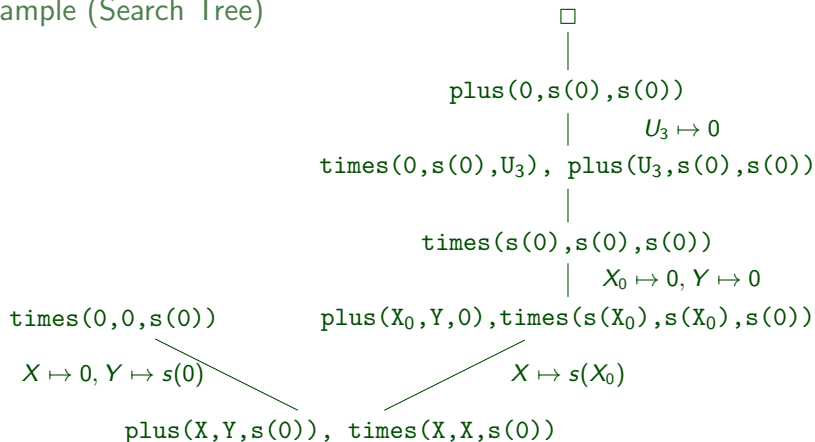 ample (Search Tree)
□
plus(0,s(0),s(0))
U₃ ↦ 0
times(0,s(0),U₃), plus(U₃,s(0),s(0))
times(s(0),s(0),s(0))
X₀ ↦ 0, Y ↦ 0
times(0,0,s(0))
plus(X₀,Y,0),times(s(X₀),s(X₀),s(0))
X ↦ 0, Y ↦ s(0)
X ↦ s(X₀)
plus(X,Y,s(0)), times(X,X,s(0))